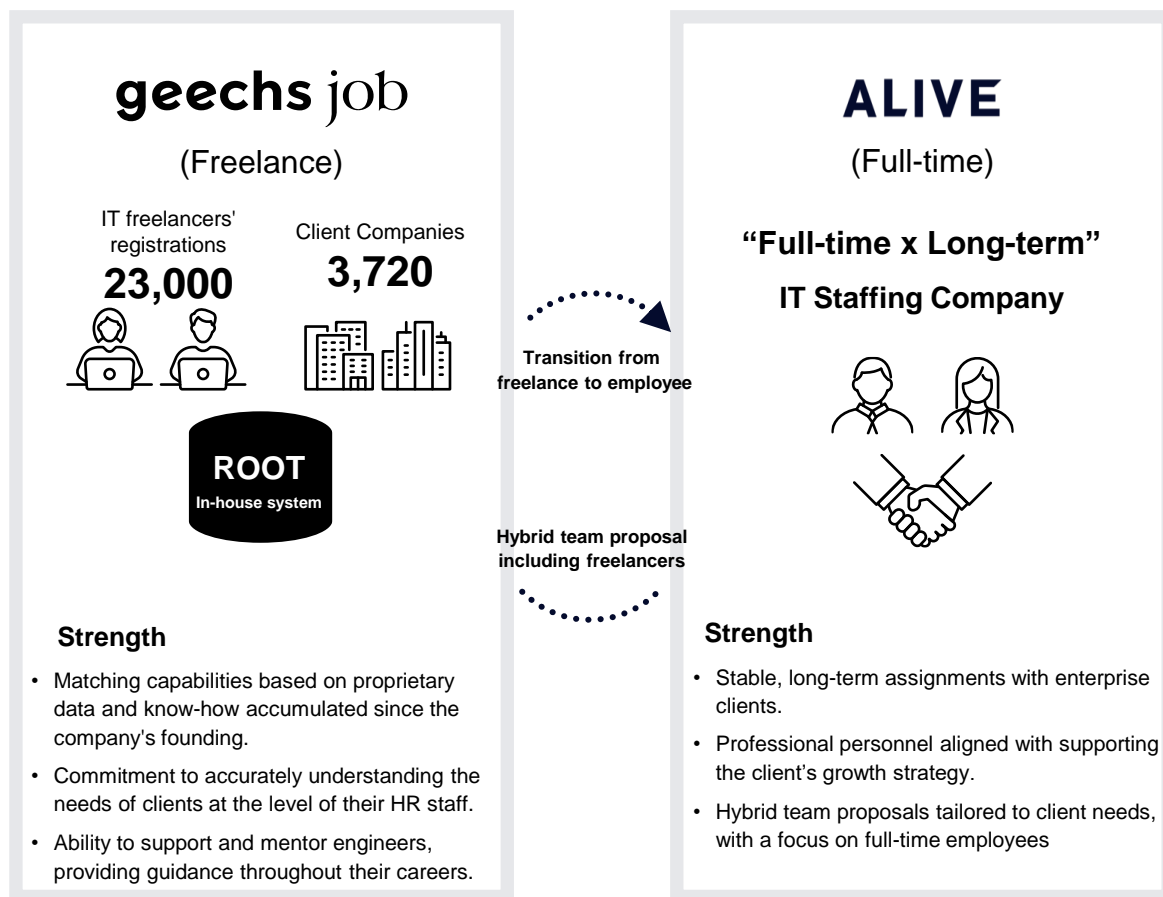 geechs job
(Freelance)
IT freelancers'
registrations
23,000
Client Companies
3,720
ROOT
In-house system
Strength
• Matching capabilities based on proprietary
data and know-how accumulated since the
company's founding.
• Commitment to accurately understanding the
needs of clients at the level of their HR staff.
• Ability to support and mentor engineers,
providing guidance throughout their careers.
Transition from
freelance to employee
Hybrid team proposal
including freelancers
ALIVE
(Full-time)
“Full-time x Long-term”
IT Staffing Company
Strength
• Stable, long-term assignments with enterprise
clients.
• Professional personnel aligned with supporting
the client’s growth strategy.
• Hybrid team proposals tailored to client needs,
with a focus on full-time employees